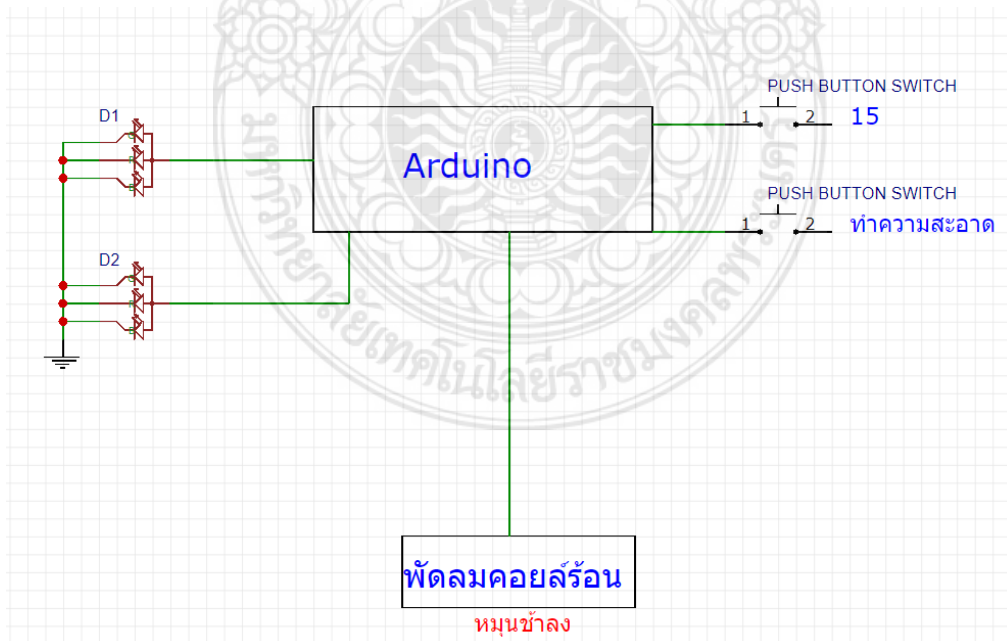 PUSH BUTTON SWITCH
D1
1 2 15
Arduino
PUSH BUTTON SWITCH
1 2 ทำความสะอาด
D2
พัดลมคอยล์ร้อน
หมุนช้าลง